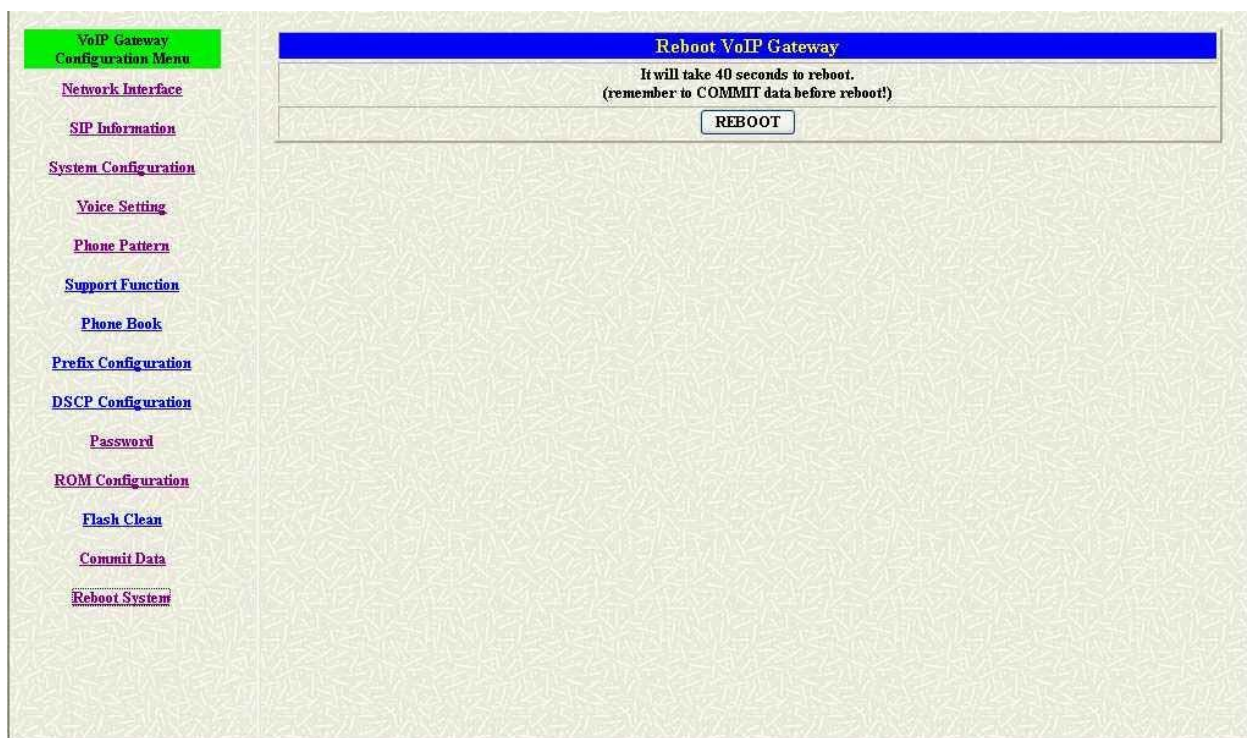 VoIP Gateway
Configuration Menu
Network Interface
SIP Information
System Configuration
Voice Setting
Phone Pattern
Support Function
Phone Book
Prefix Configuration
DSCP Configuration
Password
ROM Configuration
Flash Clean
Commit Data
Reboot System
Reboot VoIP Gateway
It will take 40 seconds to reboot.
(remember to COMMIT data before reboot!)
REBOOT